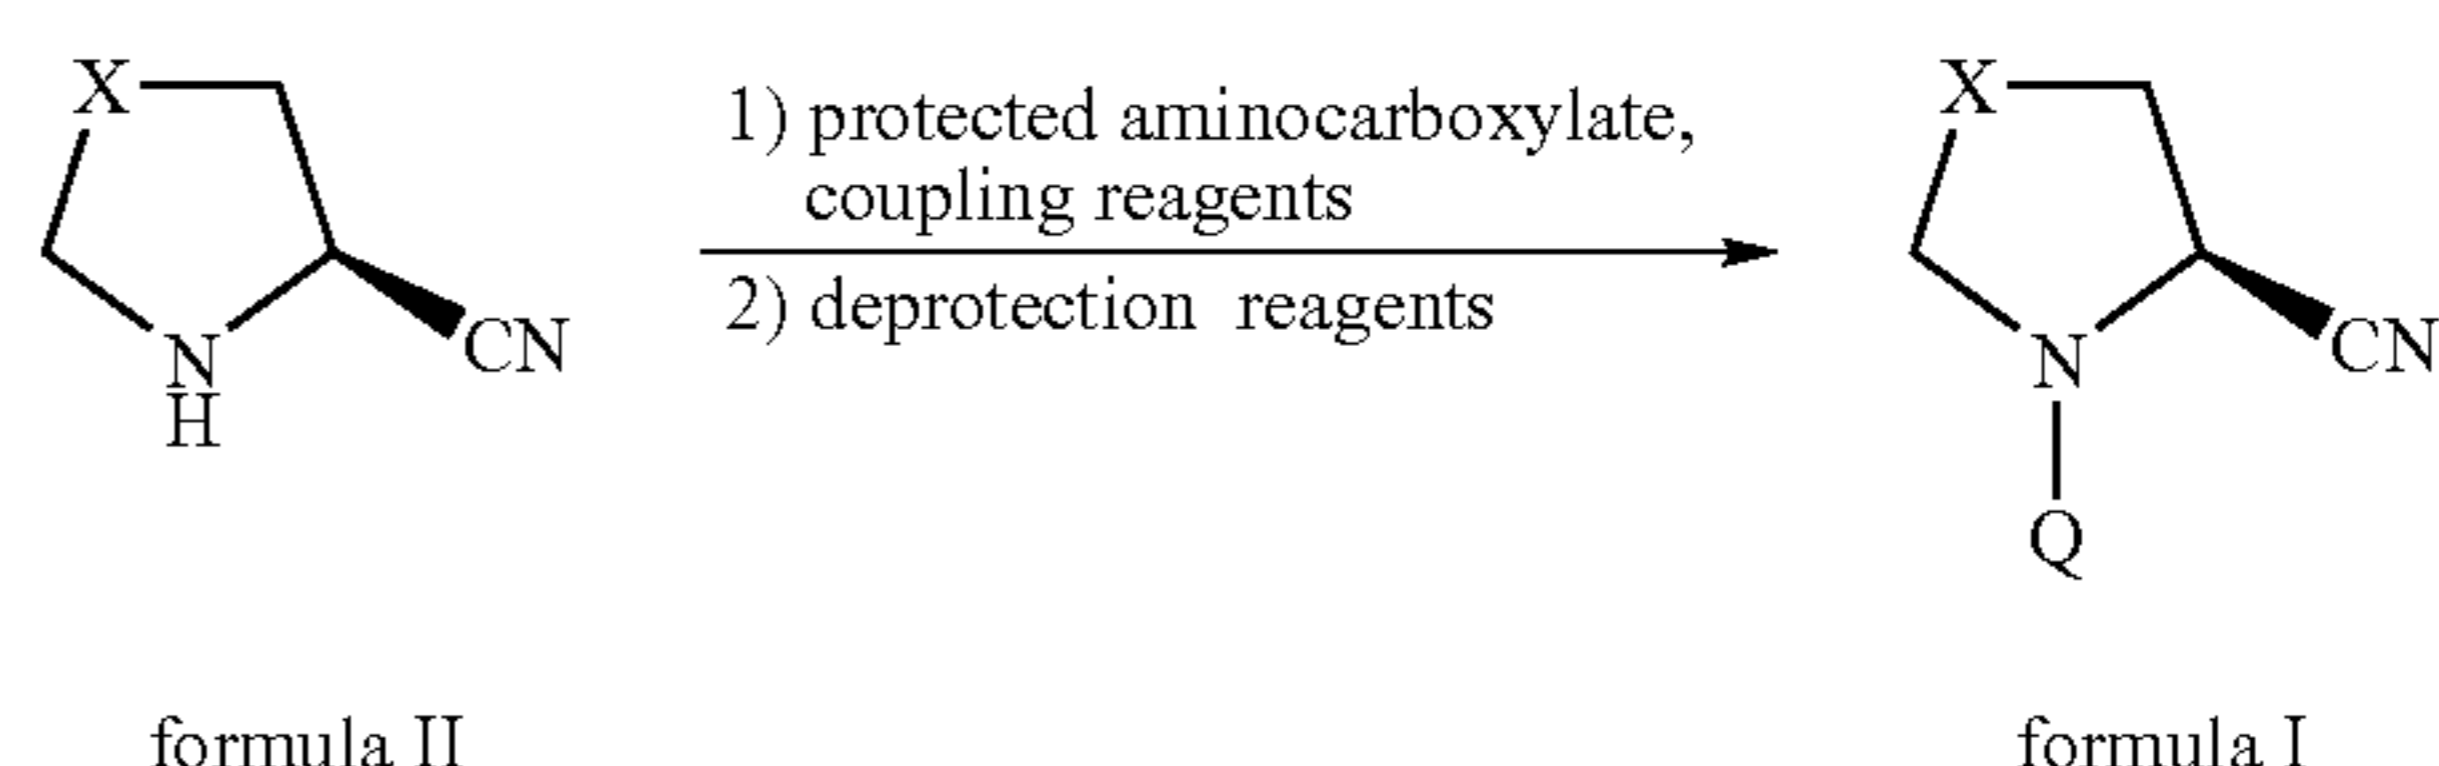 X
N
H
CN
1) protected aminocarboxylate,
coupling reagents
2) deprotection reagents
X
N
CN
Q
formula II
formula I